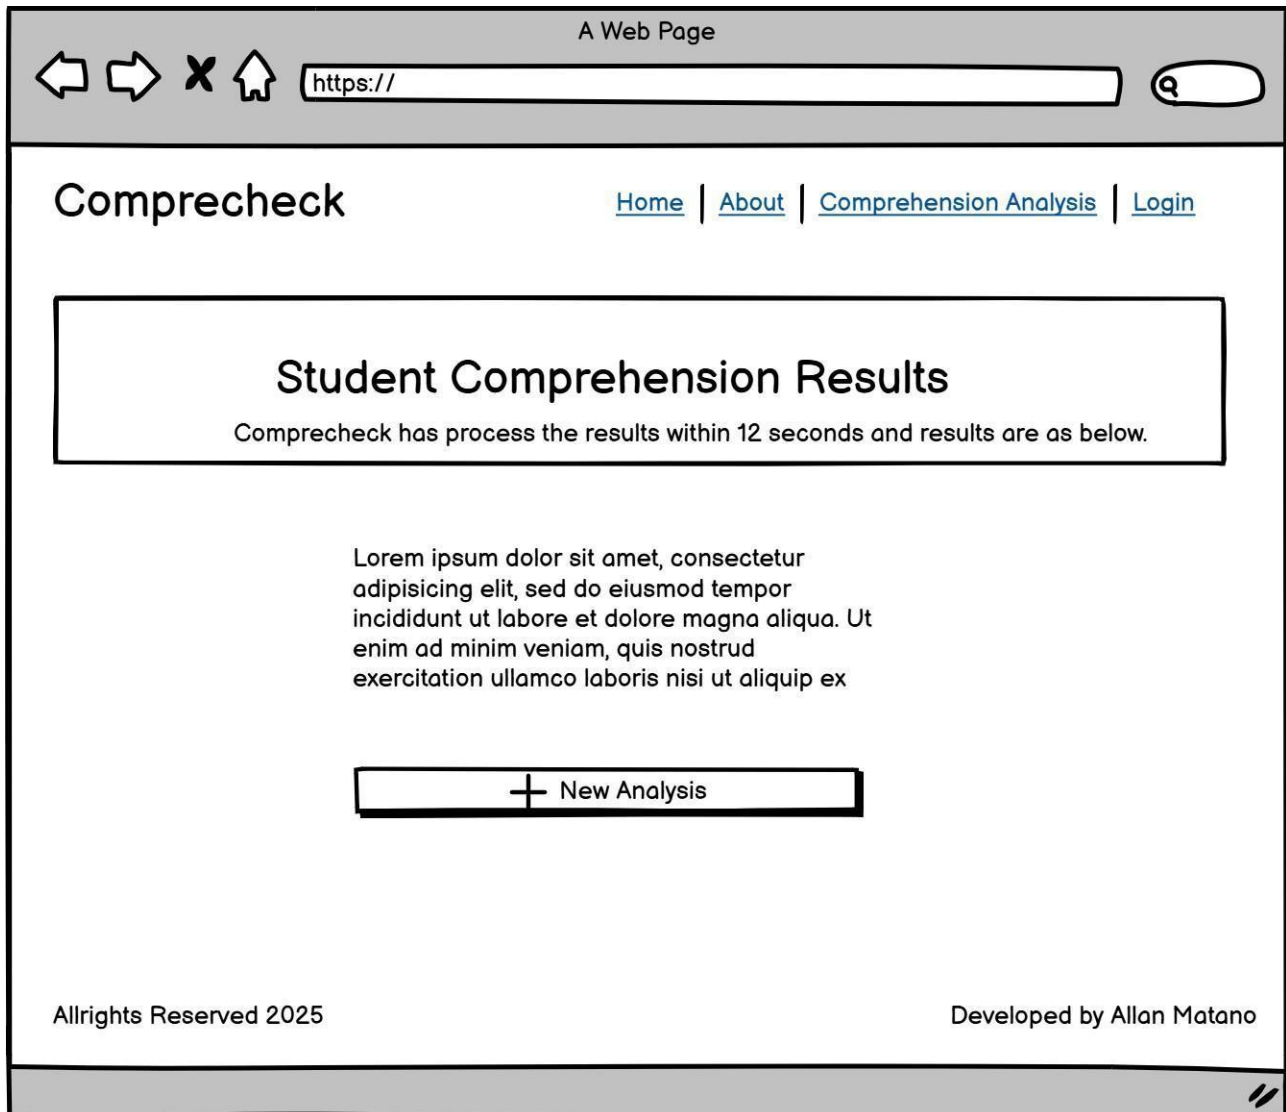 A Web Page
https://
Comprecheck
Home | About | Comprehension Analysis | Login
Student Comprehension Results
Comprecheck has process the results within 12 seconds and results are as below.
Lorem ipsum dolor sit amet, consectetur
adipisicing elit, sed do eiusmod tempor
incididunt ut labore et dolore magna aliqua. Ut
enim ad minim veniam, quis nostrud
exercitation ullamco laboris nisi ut aliquip ex
New Analysis
Allrights Reserved 2025
Developed by Allan Matano